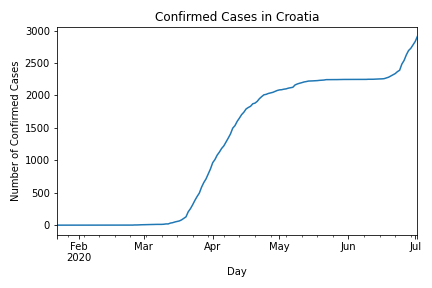 Confirmed Cases in Croatia
Number of Confirmed Cases
3000
2500
2000
1500
1000
500
0
Feb Mar Apr May Jun Jul
2020
Day